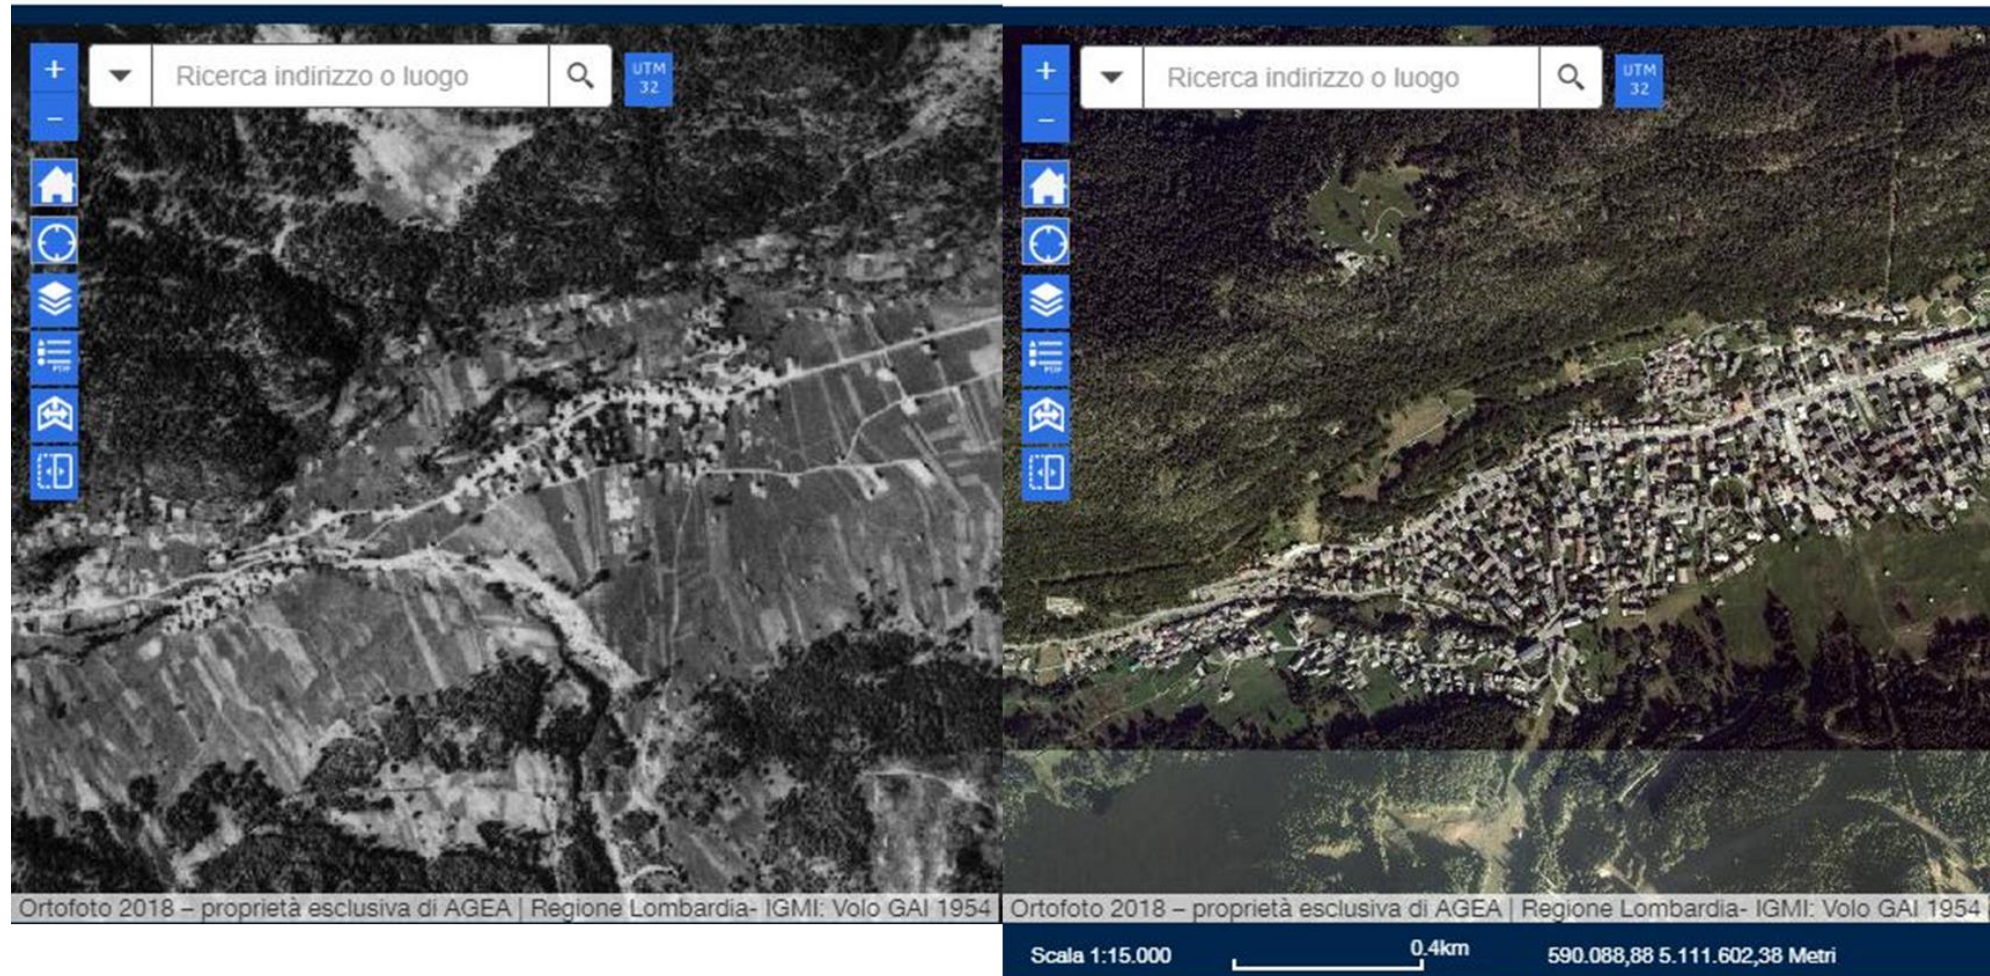 Ricerca indirizzo o luogo
UTM
32
Ortofoto 2018 – proprietà esclusiva di AGEA | Regione Lombardia- IGMI: Volo GAI 1954
Ricerca indirizzo o luogo
UTM
32
Ortofoto 2018 – proprietà esclusiva di AGEA | Regione Lombardia- IGMI: Volo GAI 1954
Scala 1:15.000
0.4km
590.088,88 5.111.602,38 Metri